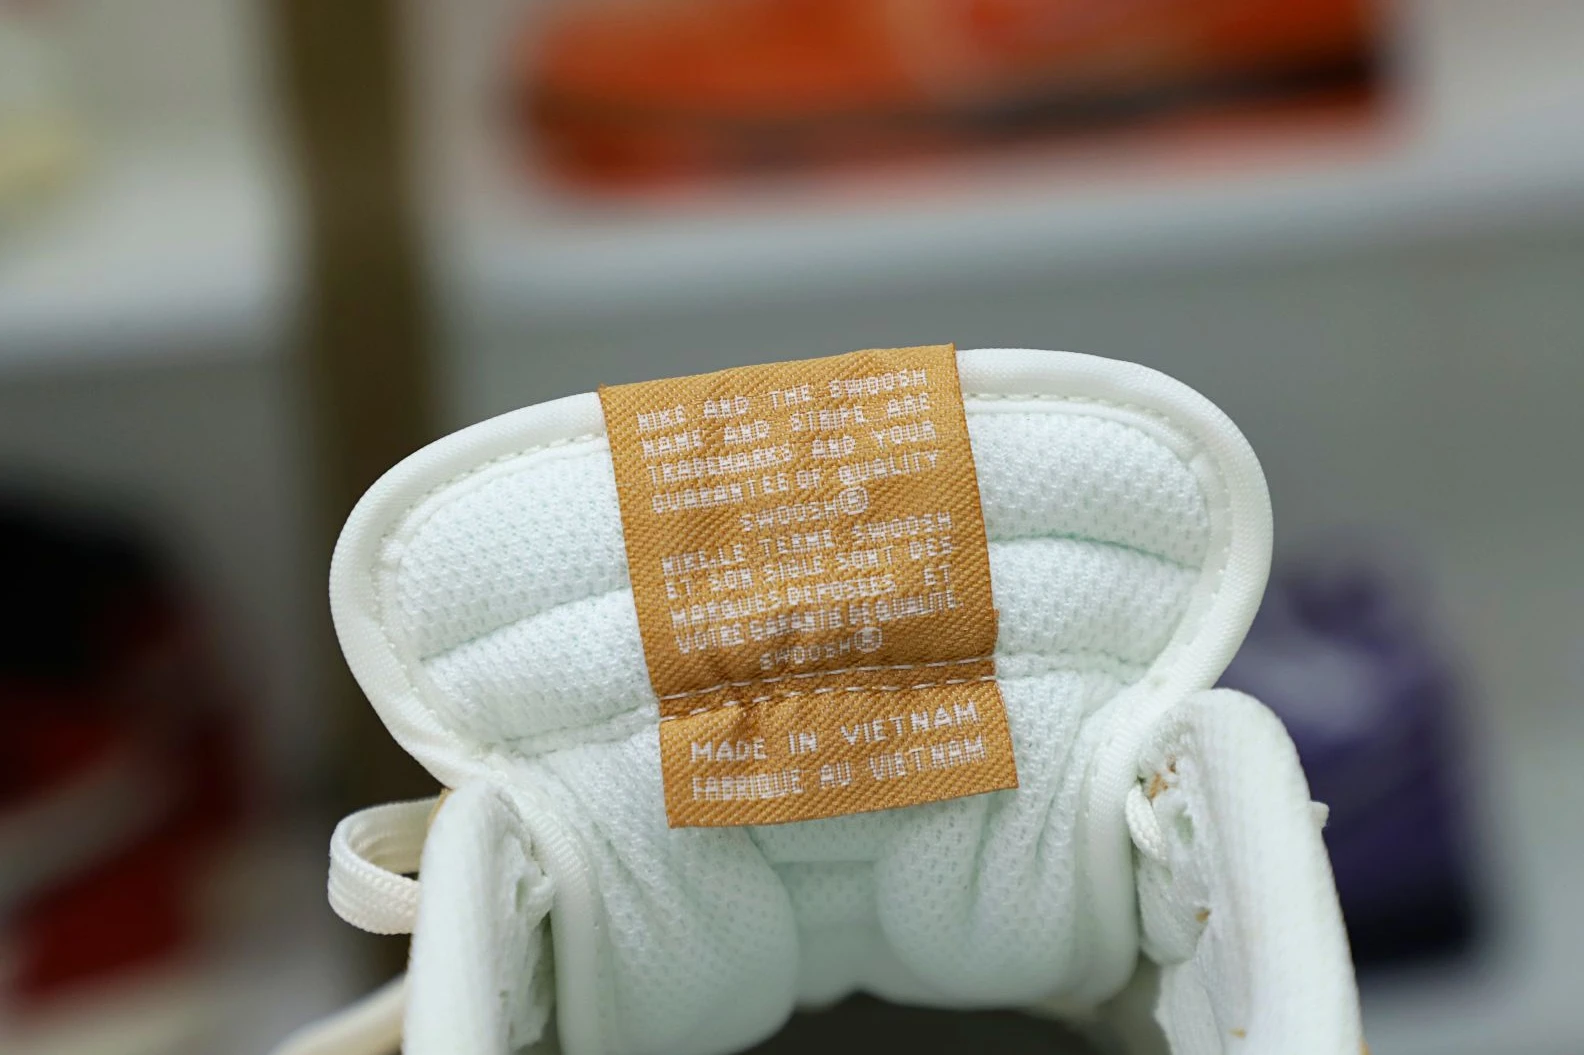 NIKE AND THE SWOOSH
NAME AND STRIPE ARE
TRADEMARKS AND YOUR
GUARANTEE OF QUALITY
SWOOSH®
NIKE.LE TERME SWOOSH
ET SON SIGLE SONT DES
MARQUES DEPOSEES ET
VOTRE GARANTIE DE QUALITE
SWOOSH®
MADE IN VIETNAM
FABRIQUE AU VIETNAM